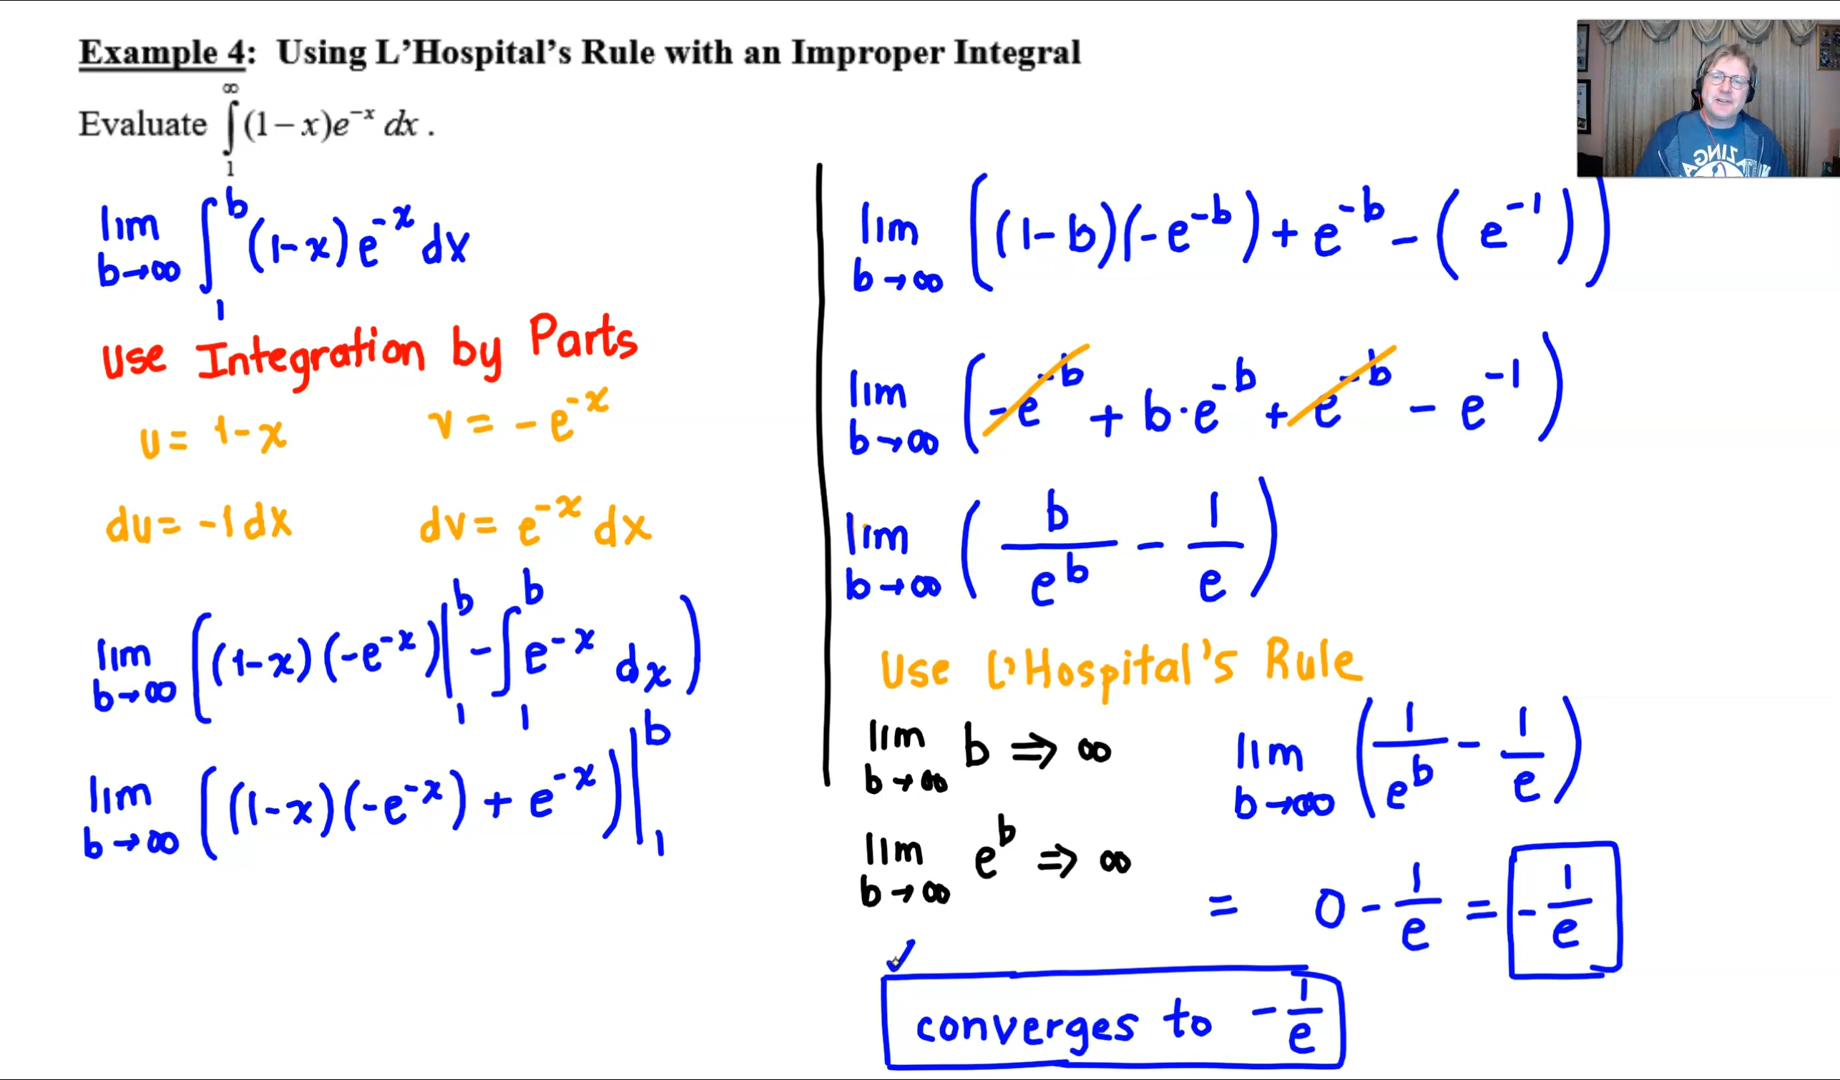 Example 4: Using L'Hospital's Rule with an Improper Integral
Evaluate ∫₁^∞ (1−x)e^(−x) dx .
lim b→∞ ∫₁^b (1-x) e^(-x) dx
Use Integration by Parts
u = 1-x v = -e^(-x)
du = -1dx dv = e^(-x) dx
lim b→∞ ((1-x)(-e^(-x))|₁^b - ∫₁^b e^(-x) dx)
lim b→∞ ((1-x)(-e^(-x)) + e^(-x))|₁^b
lim b→∞ ((1-b)(-e^(-b)) + e^(-b) - (e^(-1)))
lim b→∞ (-e^(-b) + b·e^(-b) + e^(-b) - e^(-1))
lim b→∞ (b/e^b - 1/e)
Use L'Hospital's Rule
lim b→∞ b ⇒ ∞
lim b→∞ e^b ⇒ ∞
lim b→∞ (1/e^b - 1/e)
= 0 - 1/e = -1/e
converges to -1/e
ZING